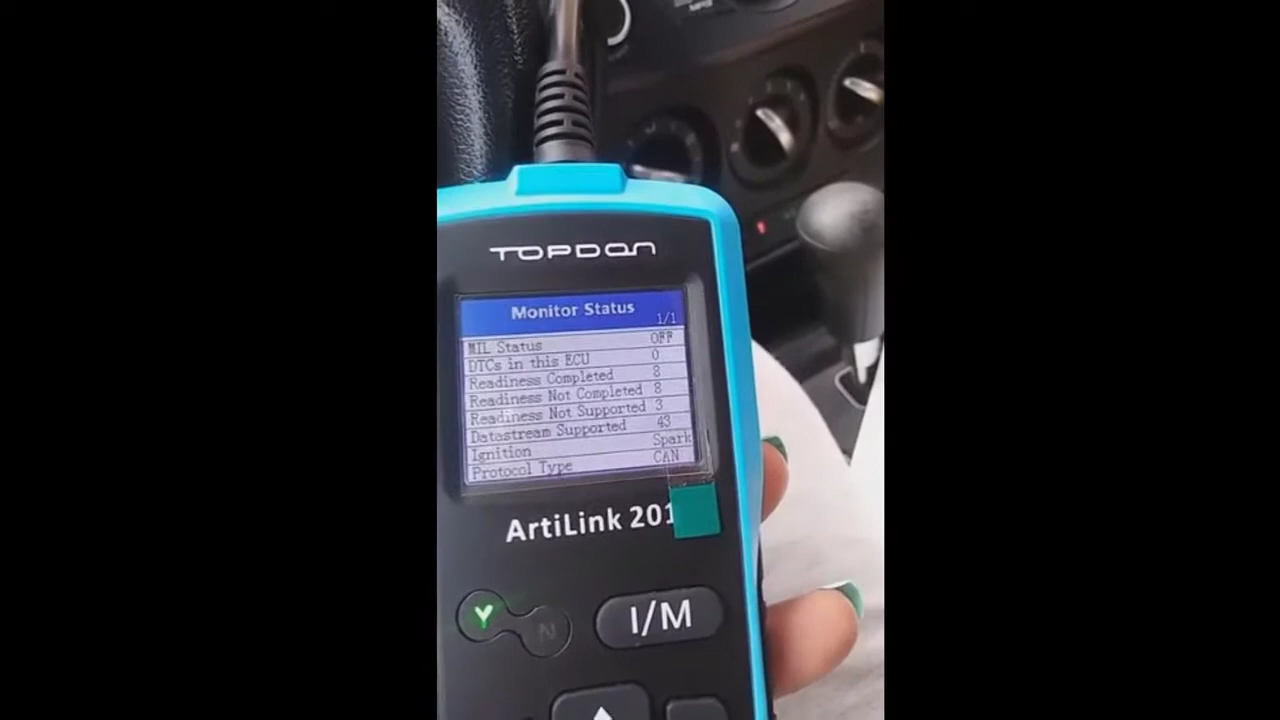 TOPDON
Monitor Status
1/1
MIL Status OFF
DTCs in this ECU 0
Readiness Completed 8
Readiness Not Completed 8
Readiness Not Supported 3
Datastream Supported 43
Ignition Spark
Protocol Type CAN
ArtiLink 201
Y N
I/M